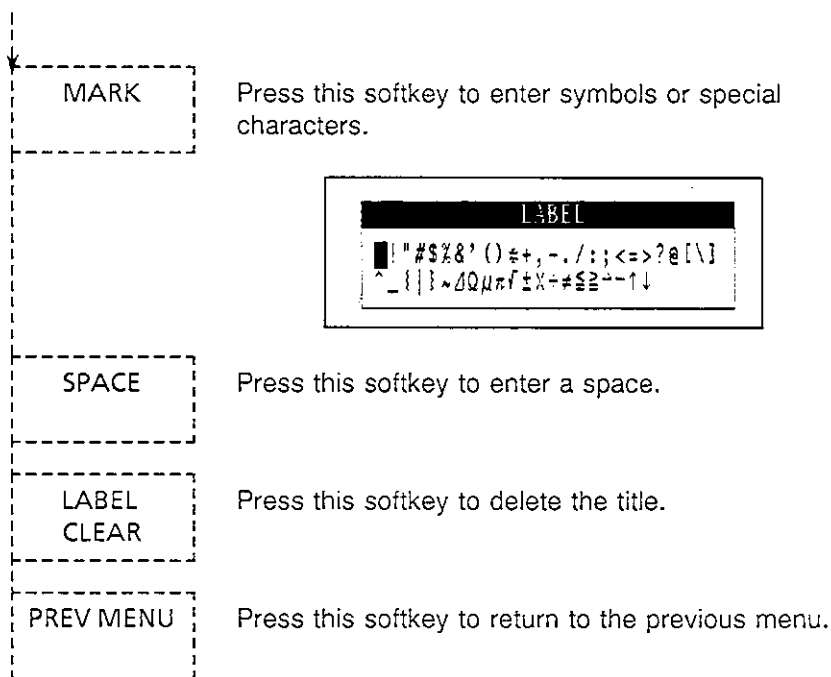 MARK
Press this softkey to enter symbols or special
characters.
LABEL
!"#$%&'()*+,-./:;<=>?@[\]
^_{|}~ΔΩμπ√±×÷≠≦≧→←↑↓
SPACE
Press this softkey to enter a space.
LABEL
CLEAR
Press this softkey to delete the title.
PREV MENU
Press this softkey to return to the previous menu.